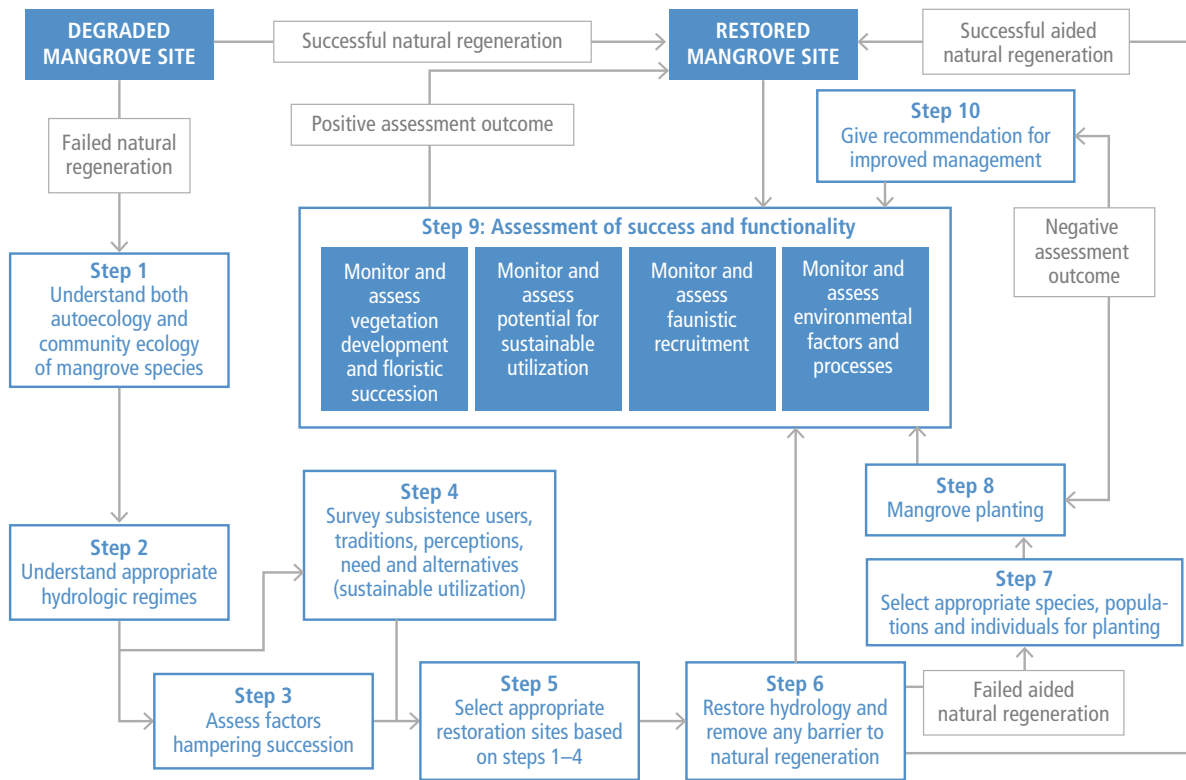 DEGRADED
MANGROVE SITE
Successful natural regeneration
RESTORED
MANGROVE SITE
Successful aided
natural regeneration
Failed natural
regeneration
Positive assessment outcome
Step 10
Give recommendation for
improved management
Negative
assessment
outcome
Step 9: Assessment of success and functionality
Monitor and
assess
vegetation
development
and floristic
succession
Monitor and
assess
potential for
sustainable
utilization
Monitor and
assess
faunistic
recruitment
Monitor and
assess
environmental
factors and
processes
Step 1
Understand both
autoecology and
community ecology
of mangrove species
Step 2
Understand appropriate
hydrologic regimes
Step 4
Survey subsistence users,
traditions, perceptions,
need and alternatives
(sustainable utilization)
Step 8
Mangrove planting
Step 7
Select appropriate species, popula-
tions and individuals for planting
Step 3
Assess factors
hampering succession
Step 5
Select appropriate
restoration sites based
on steps 1–4
Step 6
Restore hydrology and
remove any barrier to
natural regeneration
Failed aided
natural regeneration